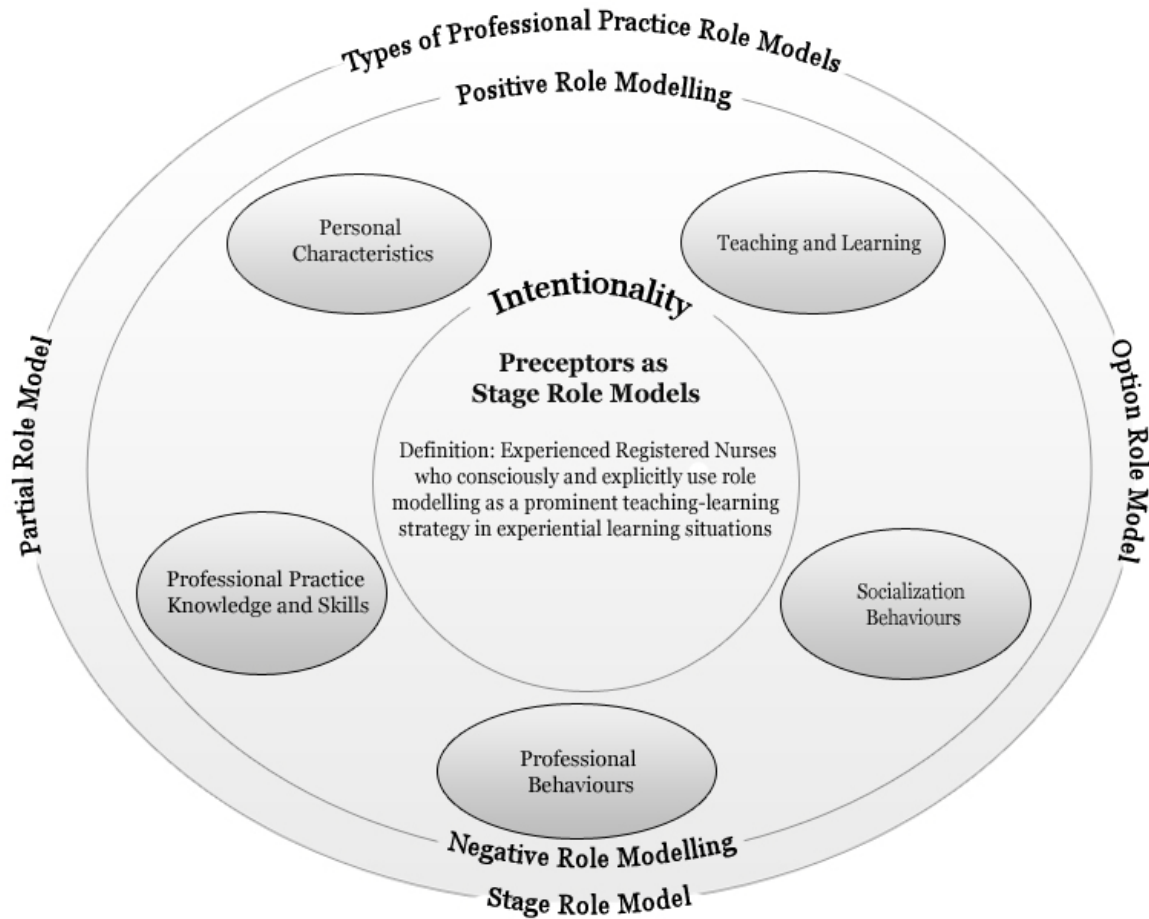 Types of Professional Practice Role Models
Positive Role Modelling
Personal
Characteristics
Teaching and Learning
Intentionality
Preceptors as
Stage Role Models
Definition: Experienced Registered Nurses
who consciously and explicitly use role
modelling as a prominent teaching-learning
strategy in experiential learning situations
Partial Role Model
Option Role Model
Professional Practice
Knowledge and Skills
Socialization
Behaviours
Professional
Behaviours
Negative Role Modelling
Stage Role Model